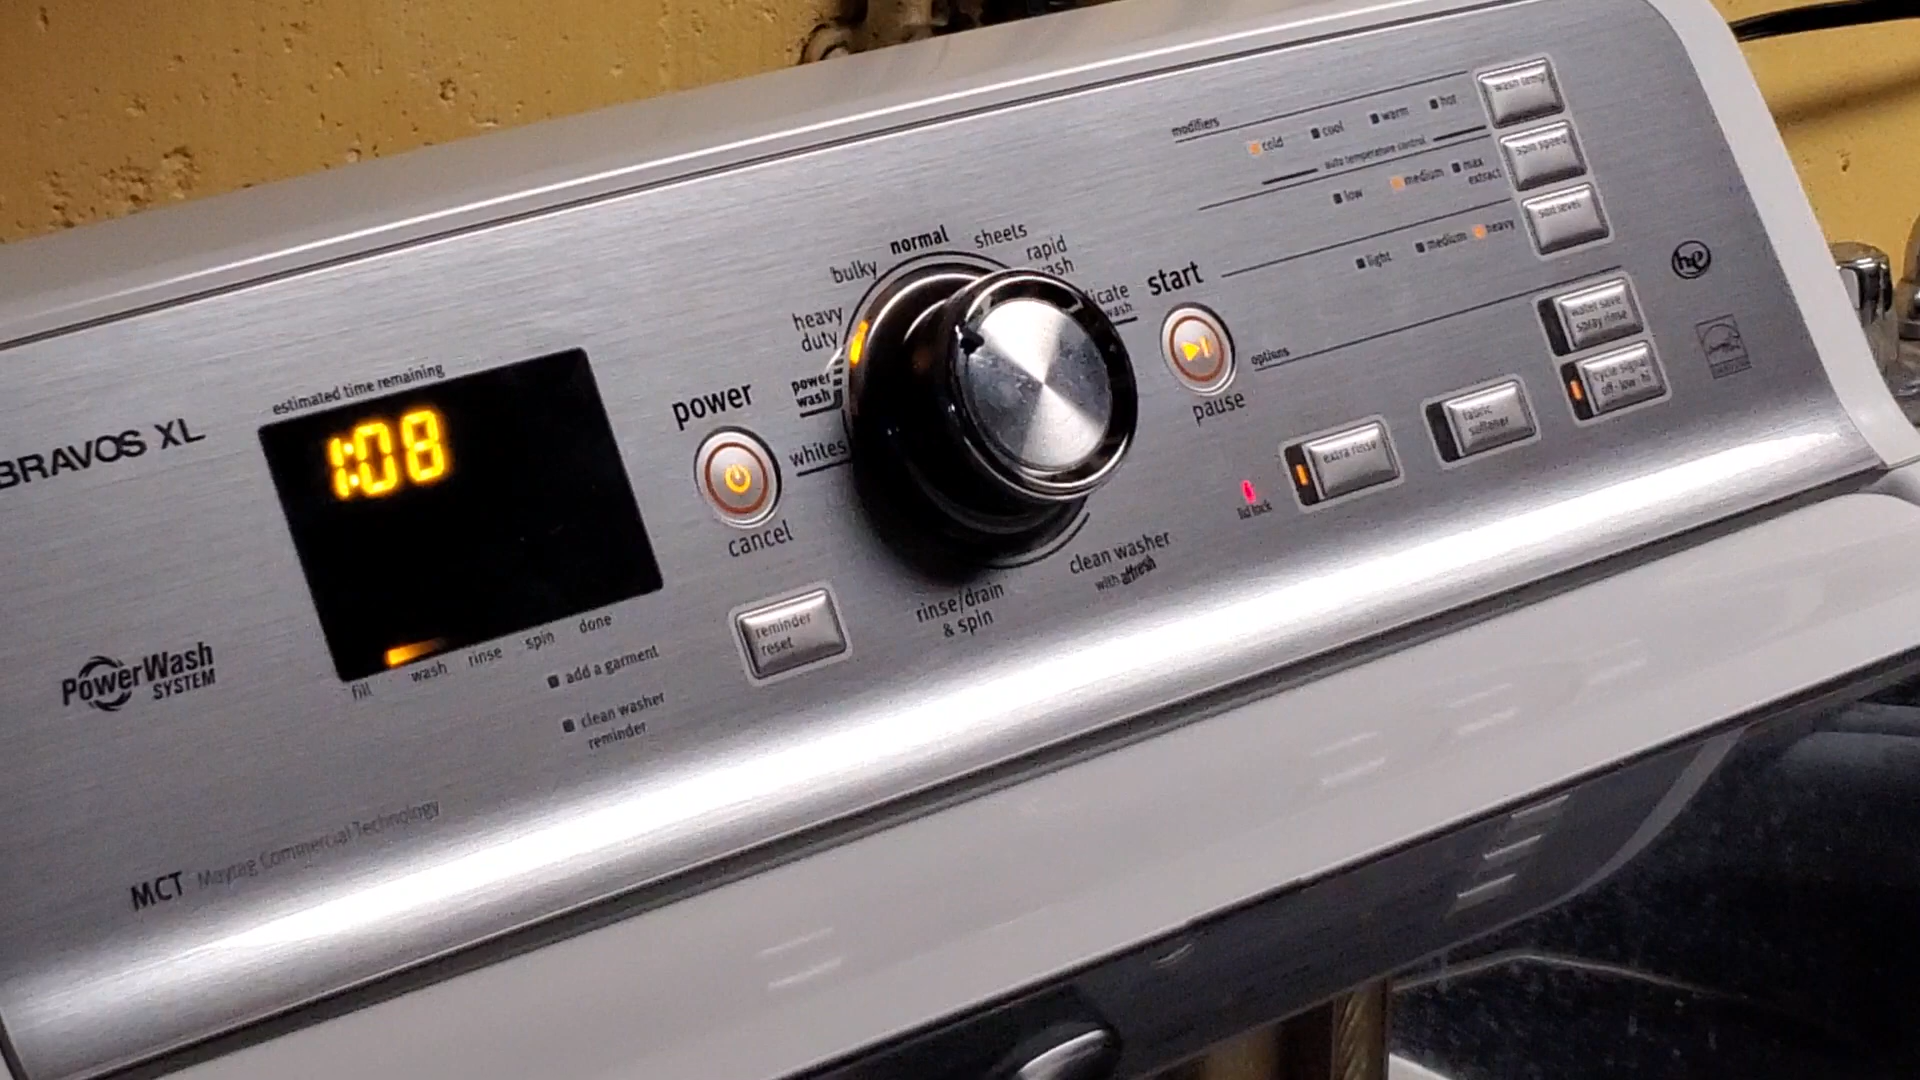 BRAVOS XL
estimated time remaining
1:08
fill
wash
rinse
spin
done
add a garment
clean washer
reminder
PowerWash
SYSTEM
MCT Maytag Commercial Technology
power
cancel
reminder
reset
whites
power
wash
heavy
duty
bulky
normal
sheets
rapid
wash
icate
wash
clean washer
with affresh
rinse/drain
& spin
start
pause
modifiers
cold
cool
warm
hot
wash temp
auto temperature control
low
medium
max
extract
spin speed
light
medium
heavy
soil level
options
lid lock
extra rinse
fabric
softener
water save
spray rinse
cycle signal
off - low - hi
he